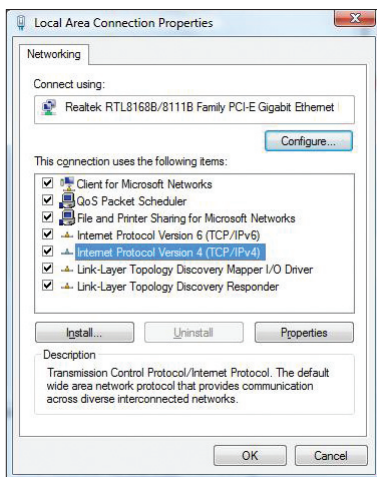 Local Area Connection Properties
Networking
Connect using:
Realtek RTL8168B/8111B Family PCI-E Gigabit Ethernet
Configure...
This connection uses the following items:
Client for Microsoft Networks
QoS Packet Scheduler
File and Printer Sharing for Microsoft Networks
Internet Protocol Version 6 (TCP/IPv6)
Internet Protocol Version 4 (TCP/IPv4)
Link-Layer Topology Discovery Mapper I/O Driver
Link-Layer Topology Discovery Responder
Install... Uninstall Properties
Description
Transmission Control Protocol/Internet Protocol. The default
wide area network protocol that provides communication
across diverse interconnected networks.
OK Cancel